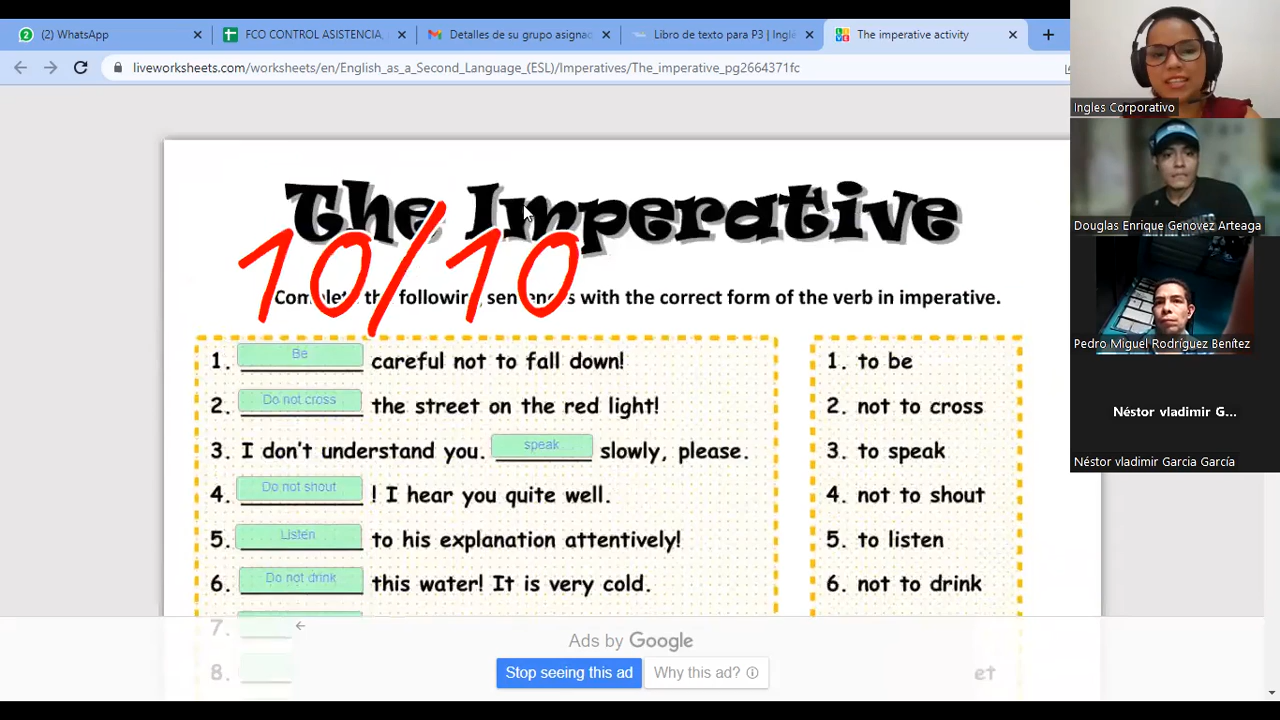 (2) WhatsApp
FCO CONTROL ASISTENCIA,
Detalles de su grupo asignad
Libro de texto para P3 | Inglé
The imperative activity
liveworksheets.com/worksheets/en/English_as_a_Second_Language_(ESL)/Imperatives/The_imperative_pg2664371fc
The Imperative
10/10
Complete the following sentences with the correct form of the verb in imperative.
1. Be careful not to fall down!
2. Do not cross the street on the red light!
3. I don't understand you. speak slowly, please.
4. Do not shout ! I hear you quite well.
5. Listen to his explanation attentively!
6. Do not drink this water! It is very cold.
7.
8.
1. to be
2. not to cross
3. to speak
4. not to shout
5. to listen
6. not to drink
et
Ads by Google
Stop seeing this ad
Why this ad?
Ingles Corporativo
Douglas Enrique Genovez Arteaga
Pedro Miguel Rodríguez Benítez
Néstor vladimir G...
Néstor vladimir Garcia García